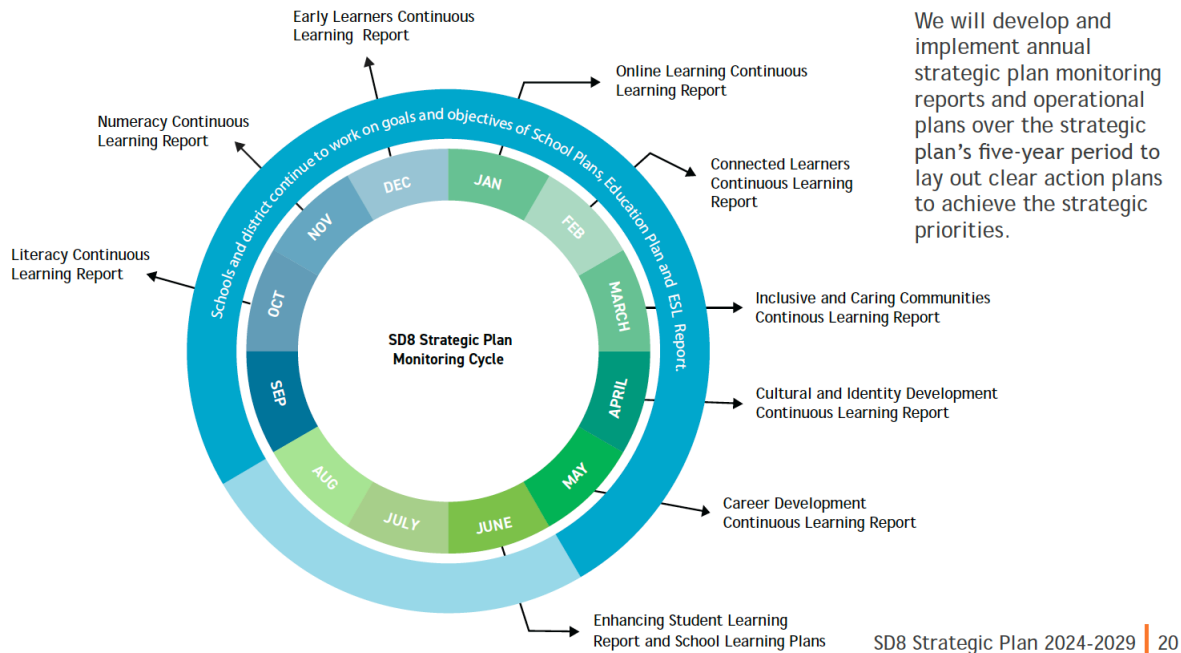 Early Learners Continuous
Learning Report
Online Learning Continuous
Learning Report
Numeracy Continuous
Learning Report
Connected Learners
Continuous Learning
Report
Literacy Continuous
Learning Report
Inclusive and Caring Communities
Continous Learning Report
Cultural and Identity Development
Continuous Learning Report
Career Development
Continuous Learning Report
Enhancing Student Learning
Report and School Learning Plans
Schools and district continue to work on goals and objectives of School Plans, Education Plan and ESL Report.
JAN
FEB
MARCH
APRIL
MAY
JUNE
JULY
AUG
SEP
OCT
NOV
DEC
SD8 Strategic Plan
Monitoring Cycle
We will develop and
implement annual
strategic plan monitoring
reports and operational
plans over the strategic
plan’s five-year period to
lay out clear action plans
to achieve the strategic
priorities.
SD8 Strategic Plan 2024-2029 | 20